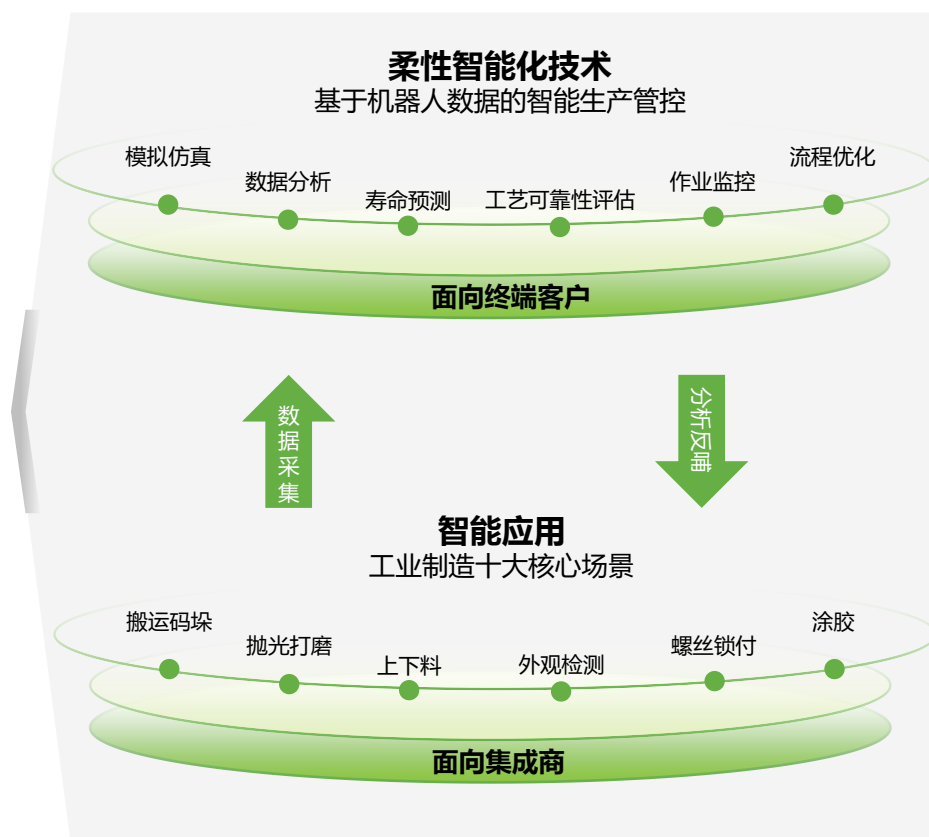 柔性智能化技术
基于机器人数据的智能生产管控
模拟仿真
数据分析
寿命预测
工艺可靠性评估
作业监控
流程优化
面向终端客户
数据采集
分析反哺
智能应用
工业制造十大核心场景
搬运码垛
抛光打磨
上下料
外观检测
螺丝锁付
涂胶
面向集成商